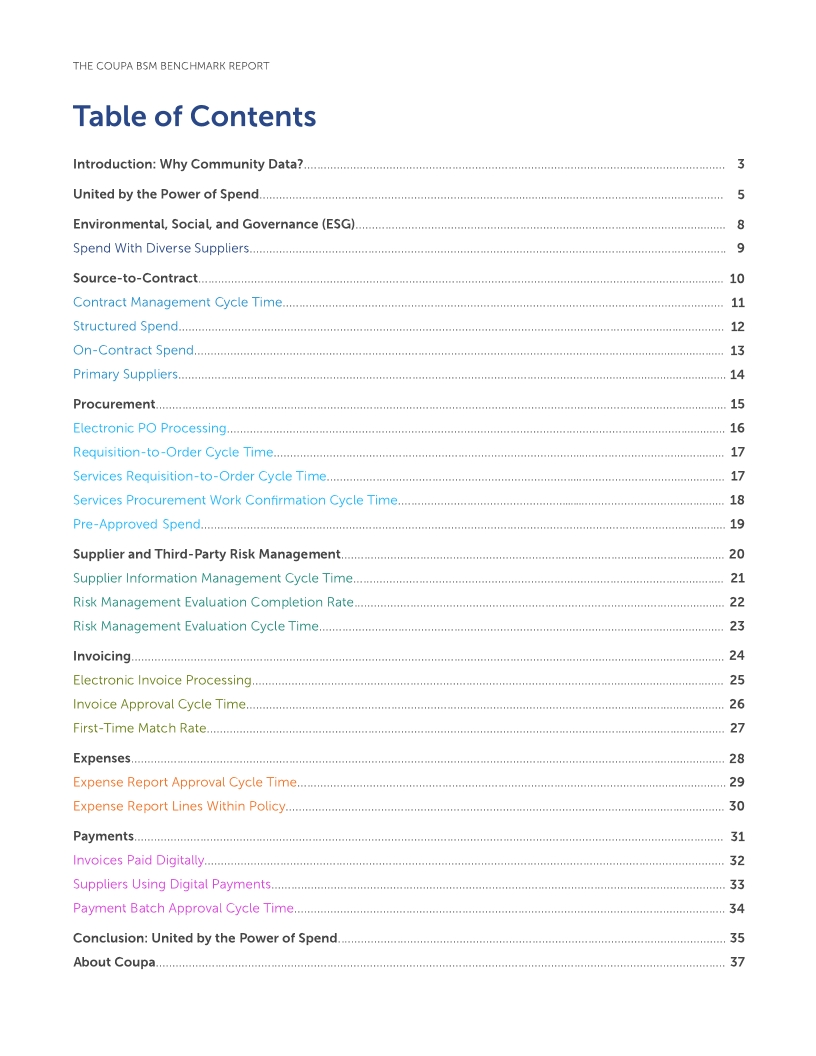 THE COUPA BSM BENCHMARK REPORT
Table of Contents
Introduction: Why Community Data? 3
United by the Power of Spend 5
Environmental, Social, and Governance (ESG) 8
Spend With Diverse Suppliers 9
Source-to-Contract 10
Contract Management Cycle Time 11
Structured Spend 12
On-Contract Spend 13
Primary Suppliers 14
Procurement 15
Electronic PO Processing 16
Requisition-to-Order Cycle Time 17
Services Requisition-to-Order Cycle Time 17
Services Procurement Work Confirmation Cycle Time 18
Pre-Approved Spend 19
Supplier and Third-Party Risk Management 20
Supplier Information Management Cycle Time 21
Risk Management Evaluation Completion Rate 22
Risk Management Evaluation Cycle Time 23
Invoicing 24
Electronic Invoice Processing 25
Invoice Approval Cycle Time 26
First-Time Match Rate 27
Expenses 28
Expense Report Approval Cycle Time 29
Expense Report Lines Within Policy 30
Payments 31
Invoices Paid Digitally 32
Suppliers Using Digital Payments 33
Payment Batch Approval Cycle Time 34
Conclusion: United by the Power of Spend 35
About Coupa 37